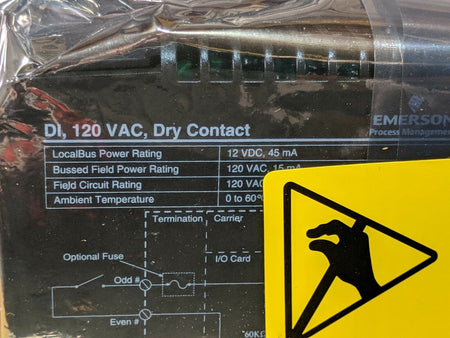 EMERSON
Process Management
DI, 120 VAC, Dry Contact
LocalBus Power Rating 12 VDC, 45 mA
Bussed Field Power Rating 120 VAC, 15 mA
Field Circuit Rating 120 VAC
Ambient Temperature 0 to 60°
Termination Carrier
I/O Card
Optional Fuse
Odd #
Even #
60K